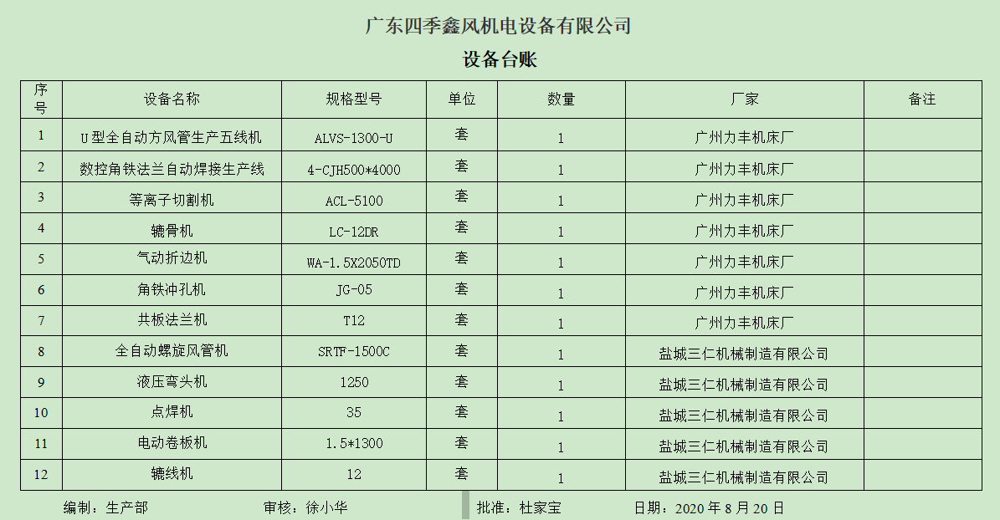 广东四季鑫风机电设备有限公司
设备台账
序号 设备名称 规格型号 单位 数量 厂家 备注
1 U型全自动方风管生产五线机 ALVS-1300-U 套 1 广州力丰机床厂
2 数控角铁法兰自动焊接生产线 4-CJH500*4000 套 1 广州力丰机床厂
3 等离子切割机 ACL-5100 套 1 广州力丰机床厂
4 辘骨机 LC-12DR 套 1 广州力丰机床厂
5 气动折边机 WA-1.5X2050TD 套 1 广州力丰机床厂
6 角铁冲孔机 JG-05 套 1 广州力丰机床厂
7 共板法兰机 T12 套 1 广州力丰机床厂
8 全自动螺旋风管机 SRTF-1500C 套 1 盐城三仁机械制造有限公司
9 液压弯头机 1250 套 1 盐城三仁机械制造有限公司
10 点焊机 35 套 1 盐城三仁机械制造有限公司
11 电动卷板机 1.5*1300 套 1 盐城三仁机械制造有限公司
12 辘线机 12 套 1 盐城三仁机械制造有限公司
编制：生产部 审核：徐小华 批准：杜家宝 日期：2020年8月20日